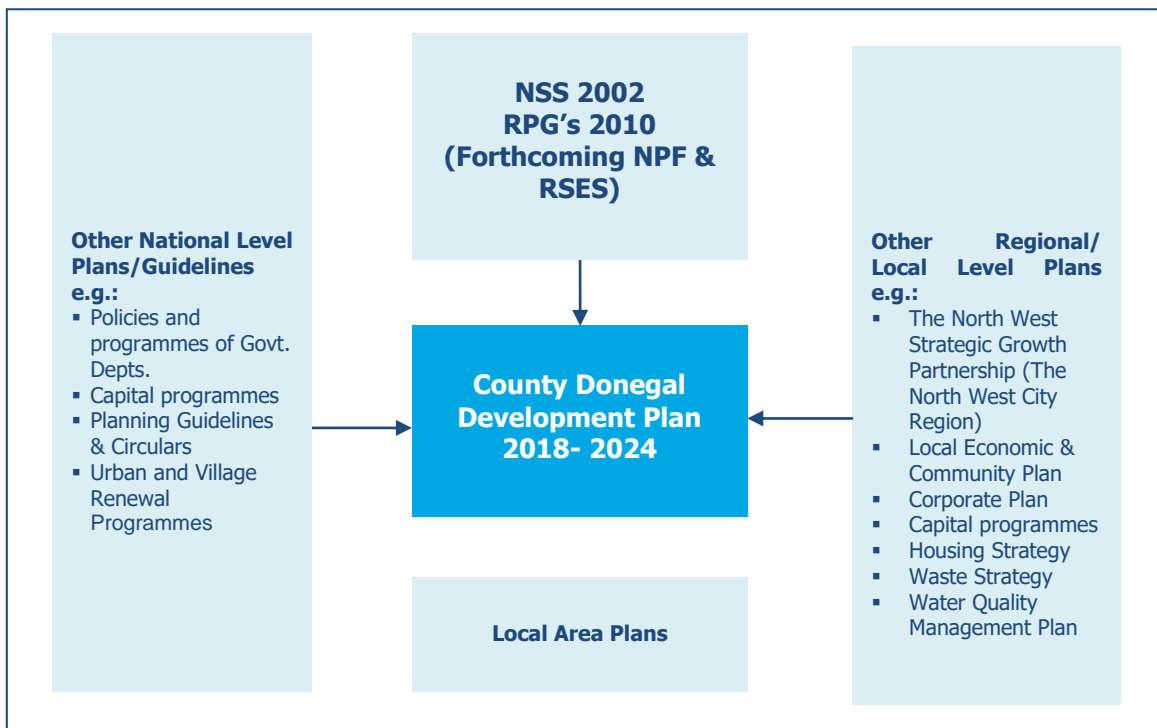 NSS 2002
RPG’s 2010
(Forthcoming NPF &
RSES)
Other National Level
Plans/Guidelines
e.g.:
▪ Policies and
programmes of Govt.
Depts.
▪ Capital programmes
▪ Planning Guidelines
& Circulars
▪ Urban and Village
Renewal
Programmes
County Donegal
Development Plan
2018- 2024
Local Area Plans
Other Regional/
Local Level Plans
e.g.:
▪ The North West
Strategic Growth
Partnership (The
North West City
Region)
▪ Local Economic &
Community Plan
▪ Corporate Plan
▪ Capital programmes
▪ Housing Strategy
▪ Waste Strategy
▪ Water Quality
Management Plan